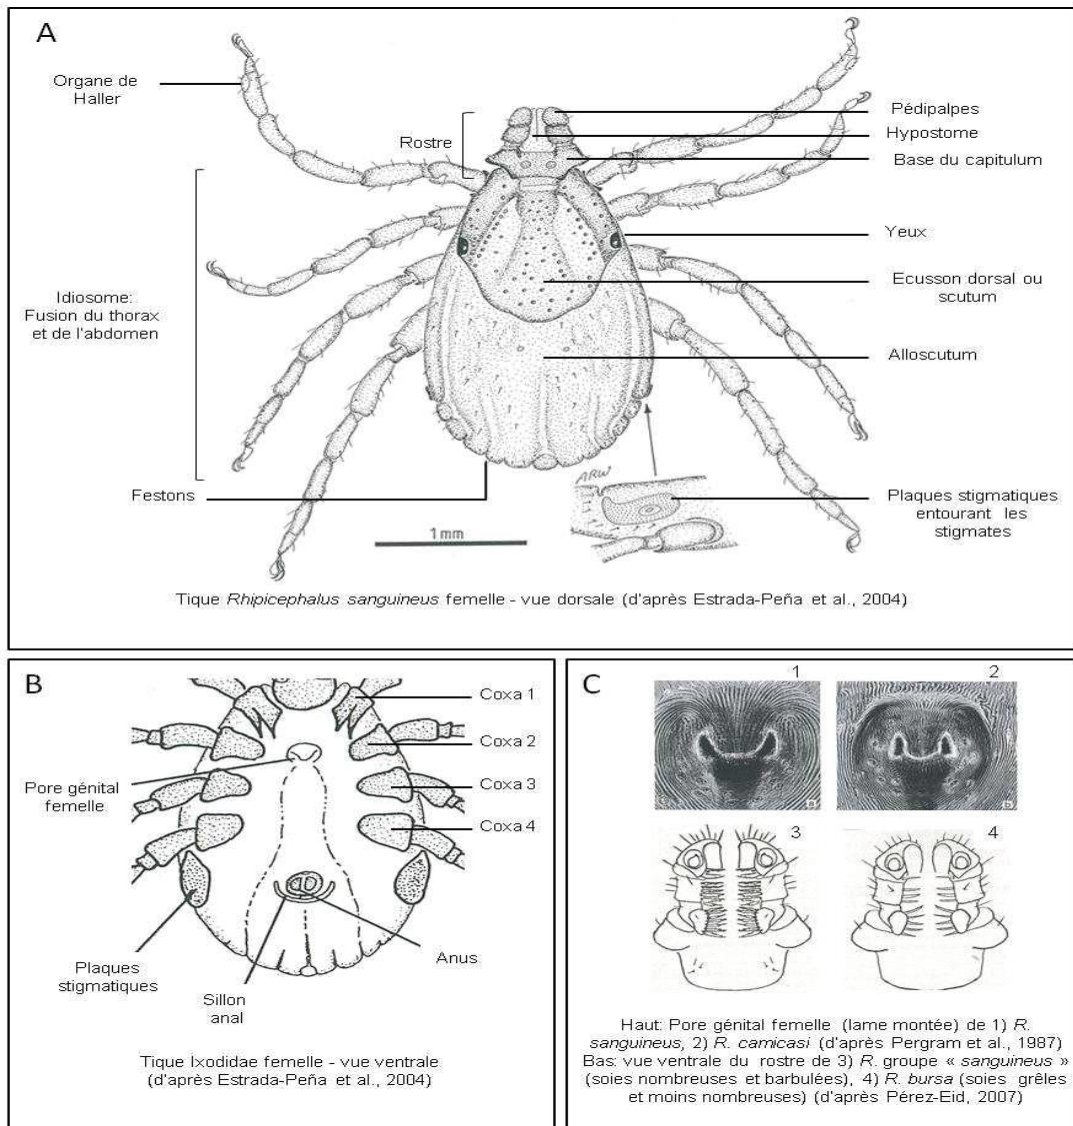 A
Organe de
Haller
Rostre
Pédipalpes
Hypostome
Base du capitulum
Yeux
Idiosome:
Fusion du thorax
et de l'abdomen
Ecusson dorsal ou
scutum
Alloscutum
Festons
1mm
ARW
Plaques stigmatiques
entourant les
stigmates
Tique Rhipicephalus sanguineus femelle - vue dorsale (d'après Estrada-Peña et al., 2004)
B
Coxa 1
Coxa 2
Pore génital
femelle
Coxa 3
Coxa 4
Anus
Plaques
stigmatiques
Sillon
anal
Tique Ixodidae femelle - vue ventrale
(d'après Estrada-Peña et al., 2004)
C
1
2
a
b
3
4
Haut: Pore génital femelle (lame montée) de 1) R.
sanguineus, 2) R. camicasi (d'après Pergram et al., 1987)
Bas: vue ventrale du rostre de 3) R. groupe « sanguineus »
(soies nombreuses et barbulées), 4) R. bursa (soies grêles
et moins nombreuses) (d'après Pérez-Eid, 2007)